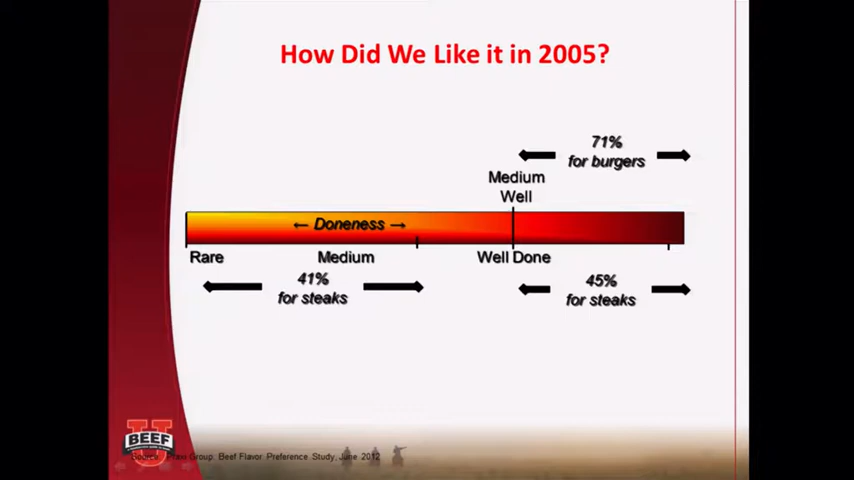 How Did We Like it in 2005?
71%
for burgers
Medium
Well
← Doneness →
Rare
Medium
Well Done
41%
for steaks
45%
for steaks
U
BEEF
Group: Beef Flavor Preference Study, June 2012